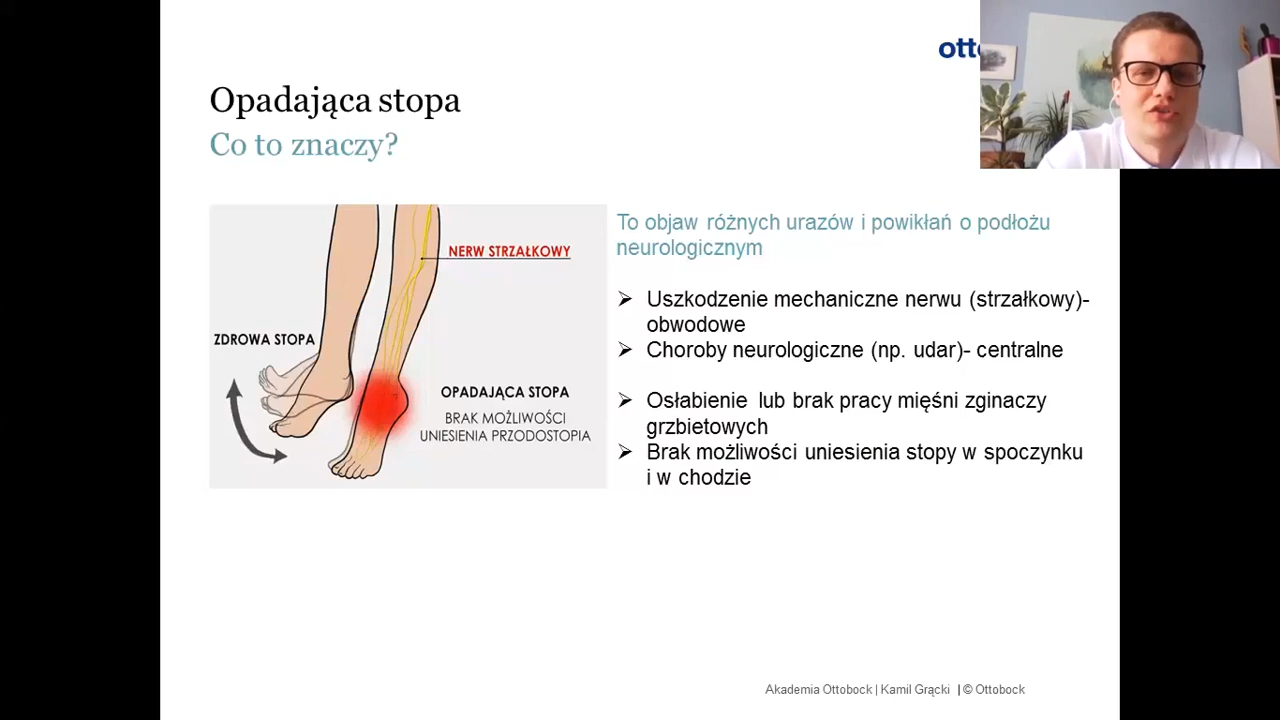 Opadająca stopa
Co to znaczy?
NERW STRZAŁKOWY
ZDROWA STOPA
OPADAJĄCA STOPA
BRAK MOŻLIWOŚCI
UNIESIENIA PRZODOSTOPIA
To objaw różnych urazów i powikłań o podłożu
neurologicznym
Uszkodzenie mechaniczne nerwu (strzałkowy)-
obwodowe
Choroby neurologiczne (np. udar)- centralne
Osłabienie lub brak pracy mięśni zginaczy
grzbietowych
Brak możliwości uniesienia stopy w spoczynku
i w chodzie
Akademia Ottobock | Kamil Grącki | © Ottobock